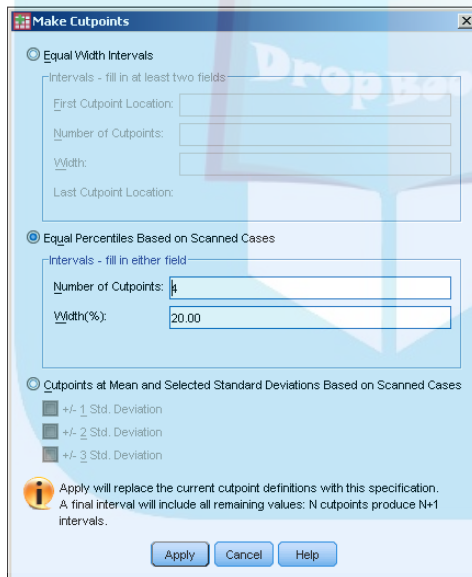 Make Cutpoints
Equal Width Intervals
Intervals - fill in at least two fields
First Cutpoint Location:
Number of Cutpoints:
Width:
Last Cutpoint Location:
Equal Percentiles Based on Scanned Cases
Intervals - fill in either field
Number of Cutpoints: 4
Width(%): 20.00
Cutpoints at Mean and Selected Standard Deviations Based on Scanned Cases
+/- 1 Std. Deviation
+/- 2 Std. Deviation
+/- 3 Std. Deviation
Apply will replace the current cutpoint definitions with this specification.
A final interval will include all remaining values: N cutpoints produce N+1
intervals.
Apply Cancel Help